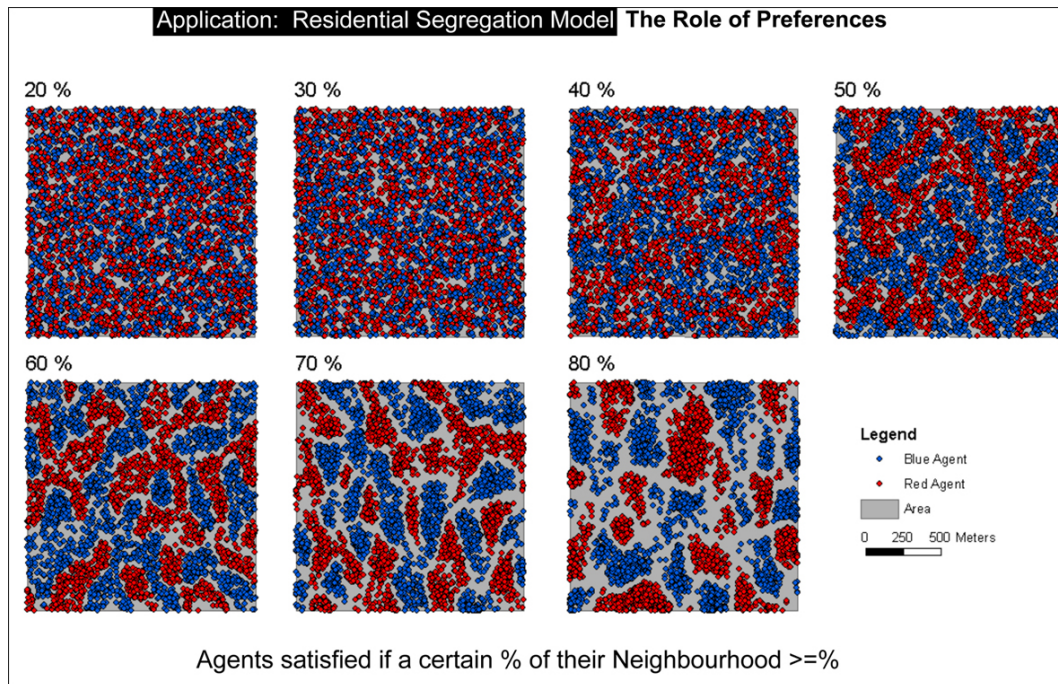 Application: Residential Segregation Model The Role of Preferences
20 %
30 %
40 %
50 %
60 %
70 %
80 %
Legend
Blue Agent
Red Agent
Area
0 250 500 Meters
Agents satisfied if a certain % of their Neighbourhood >=%